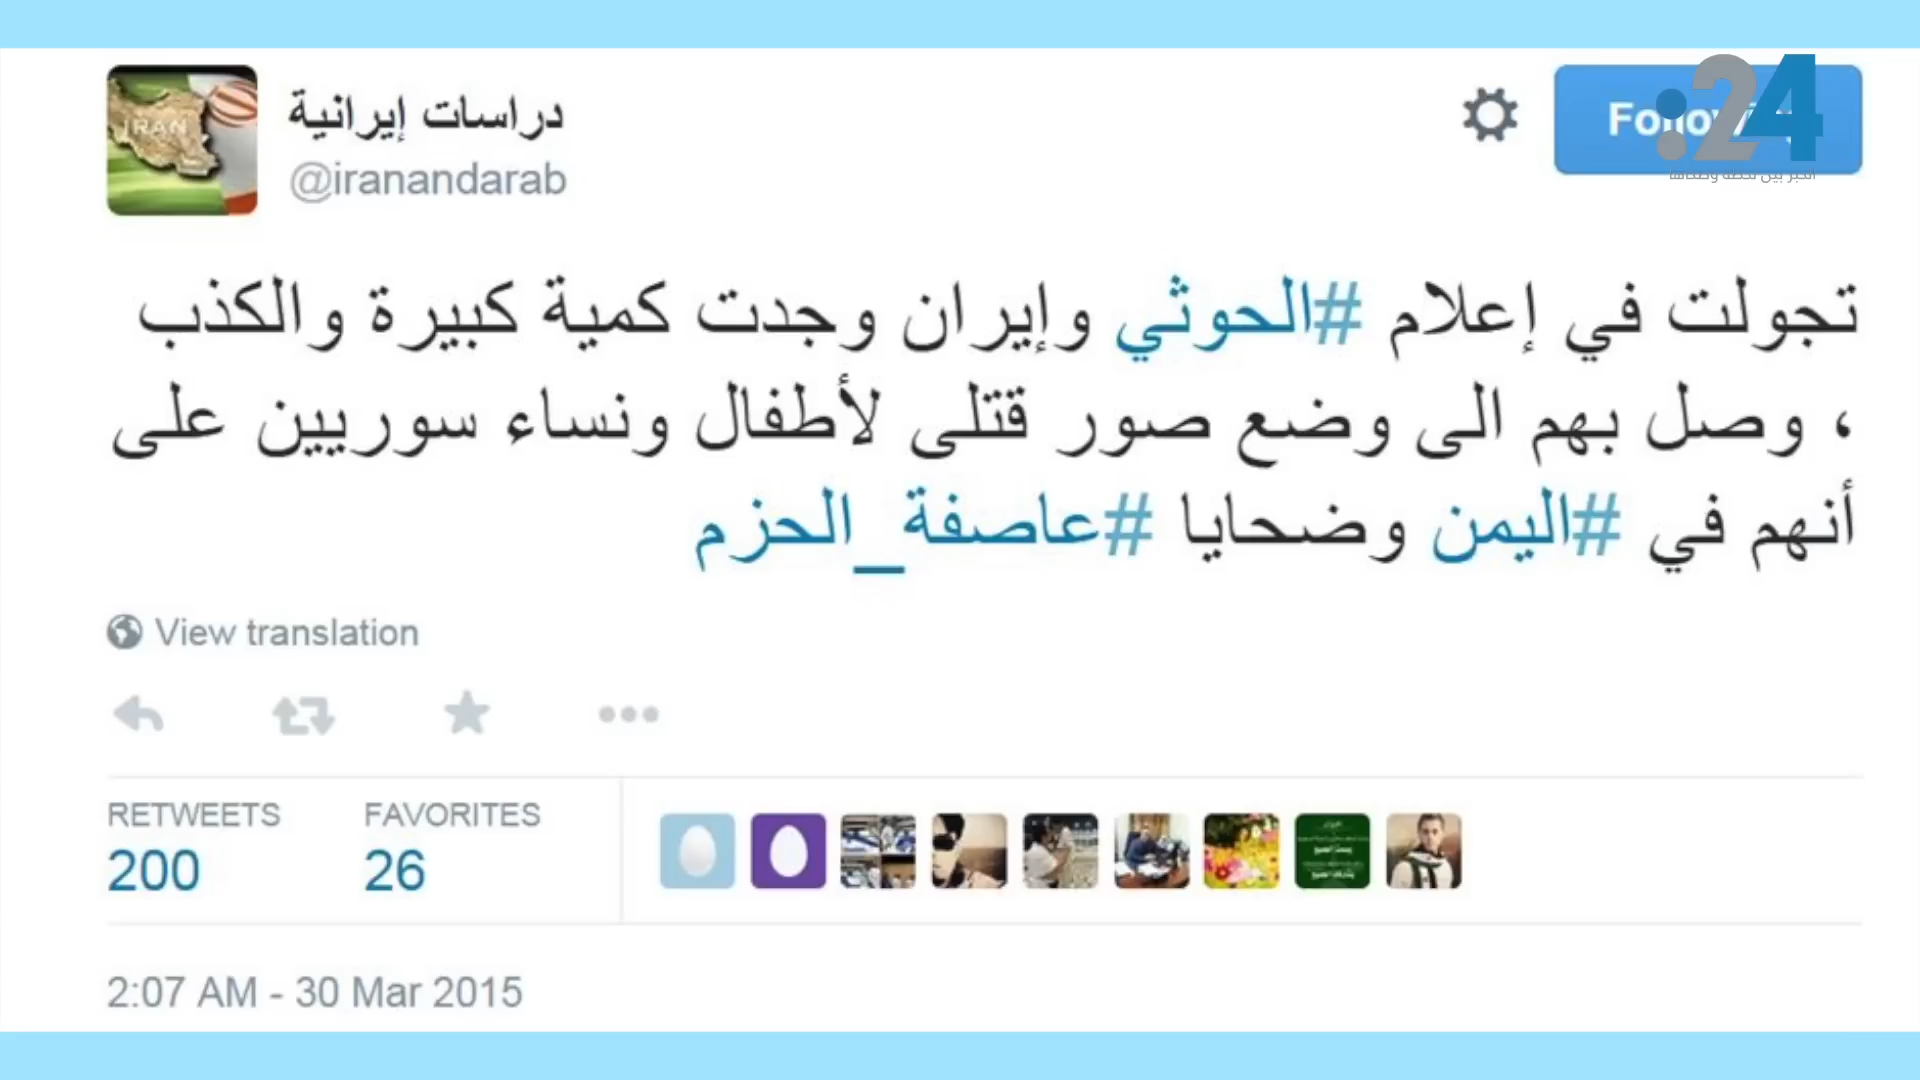 دراسات إيرانية
@iranandarab
24
تجولت في إعلام #الحوثي وإيران وجدت كمية كبيرة والكذب
، وصل بهم الى وضع صور قتلى لأطفال ونساء سوريين على
أنهم في #اليمن وضحايا #عاصفة_الحزم
View translation
RETWEETS FAVORITES
200 26
2:07 AM - 30 Mar 2015